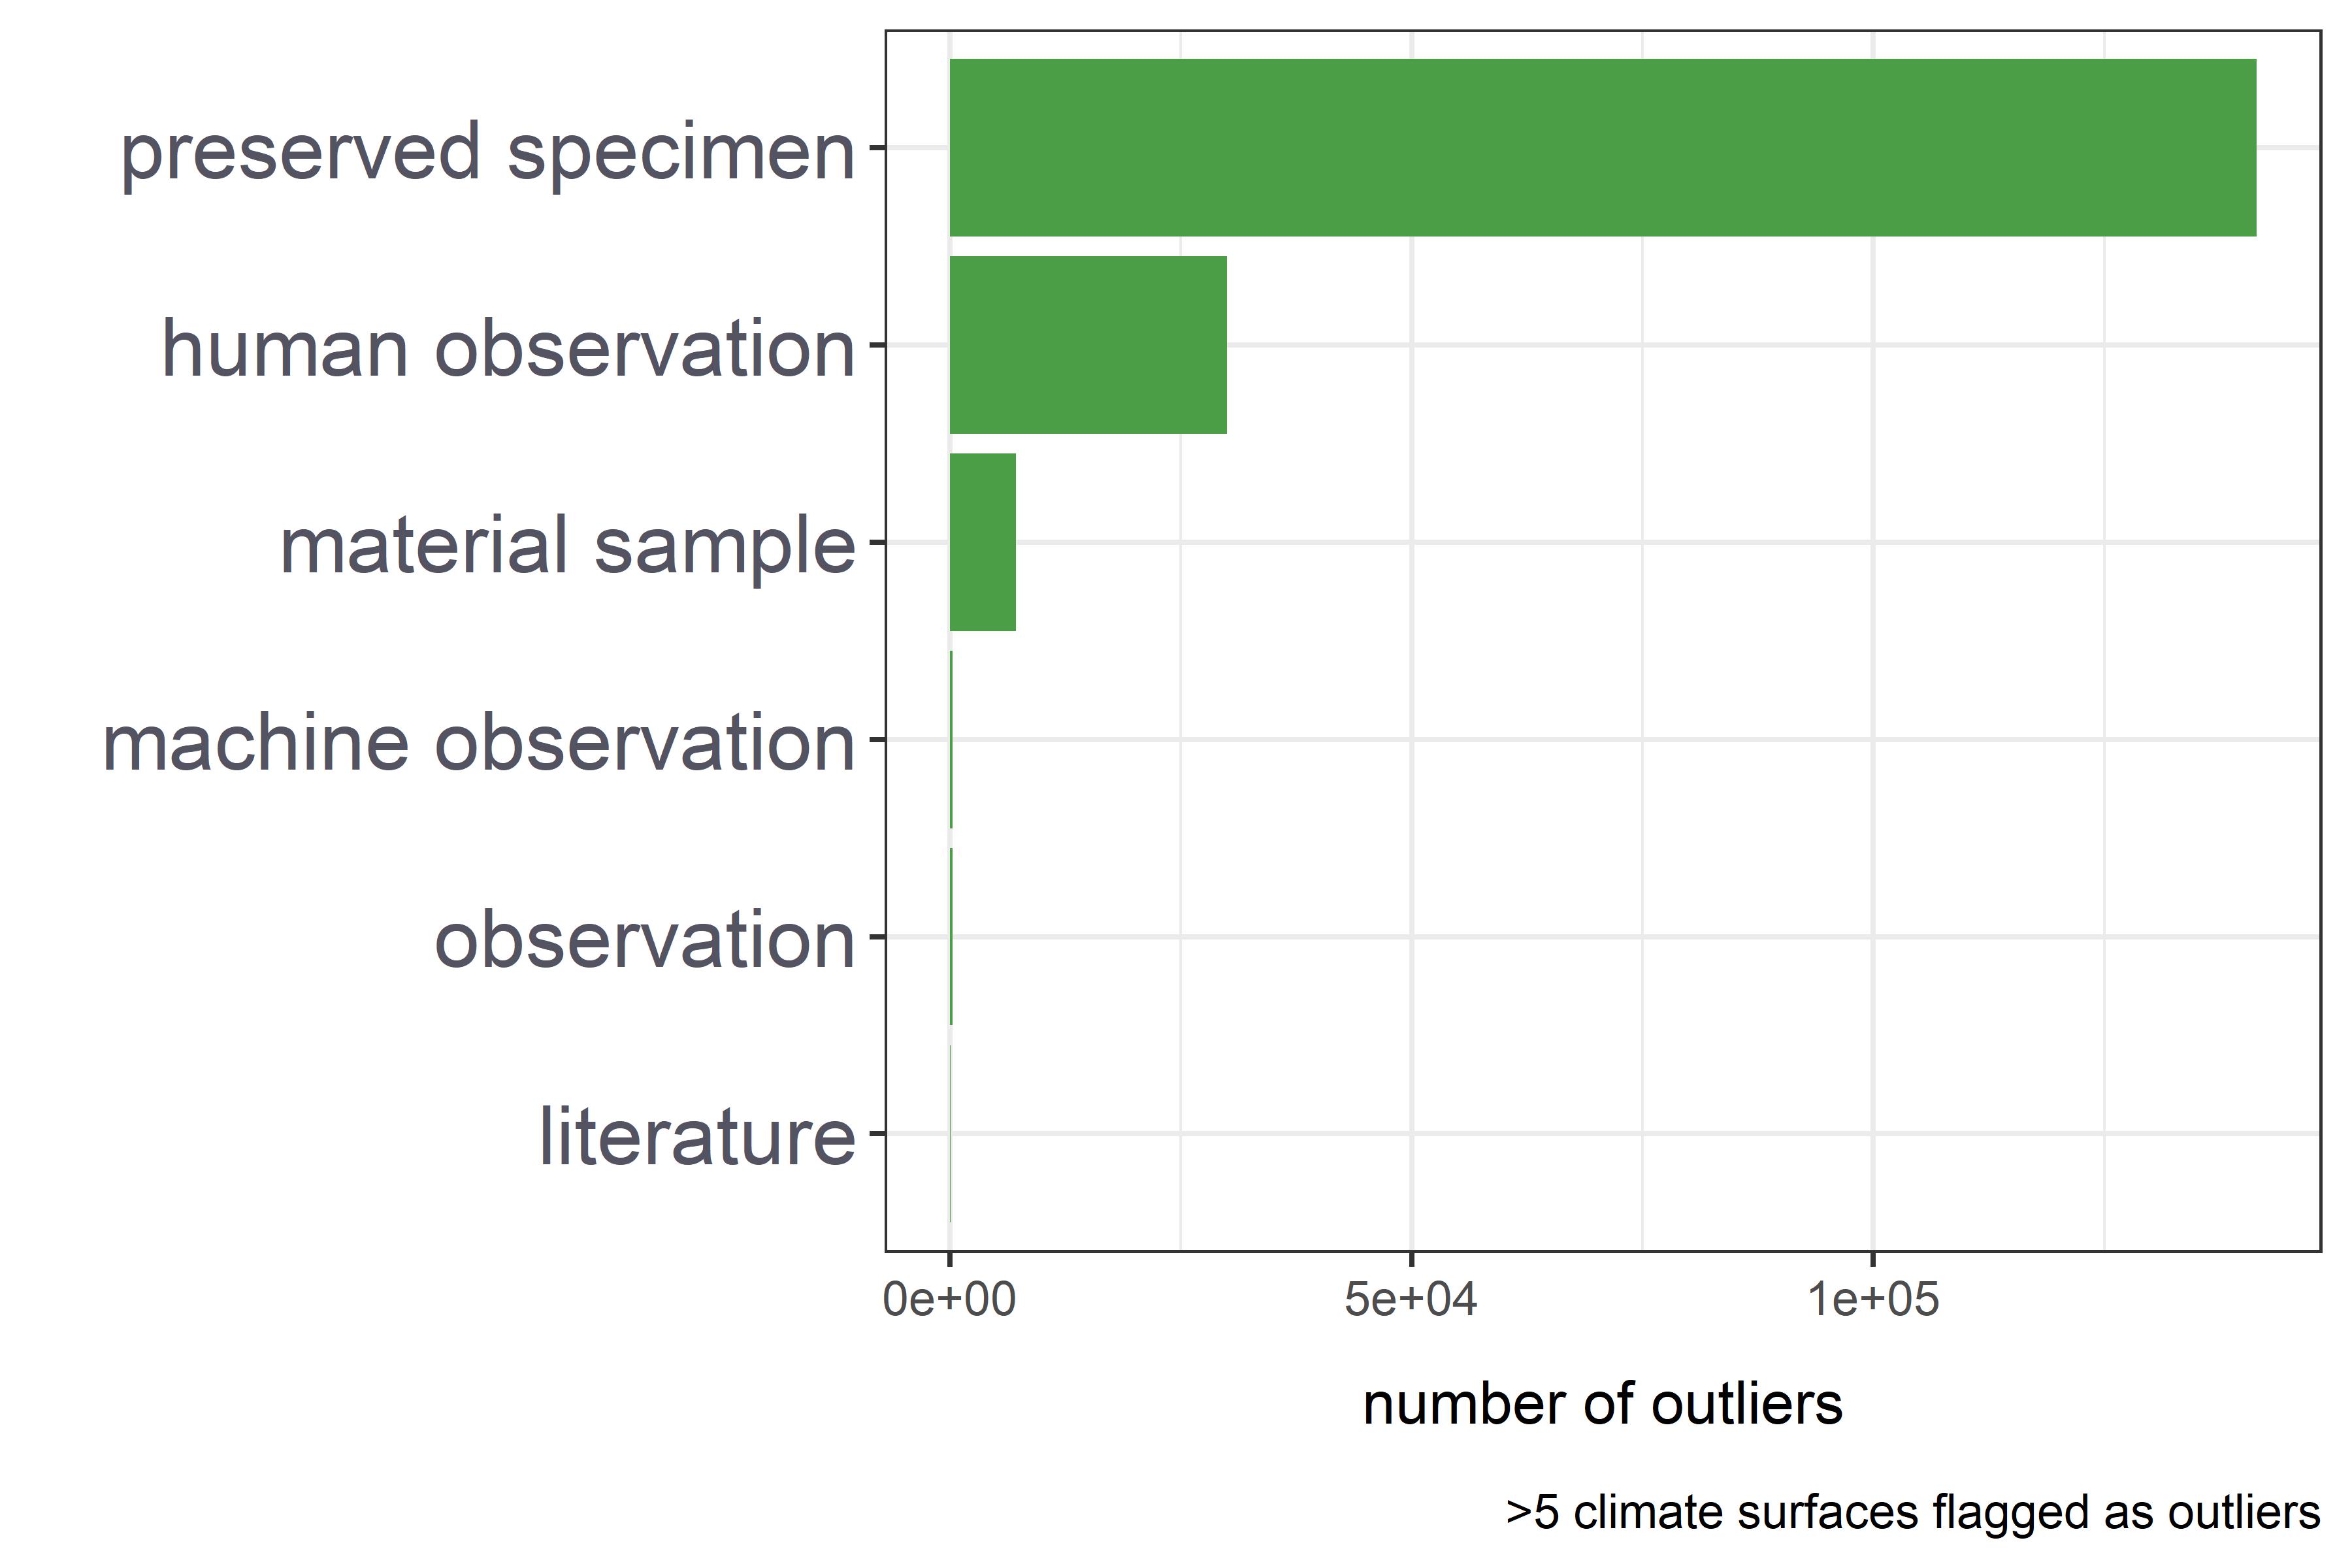 preserved specimen
human observation
material sample
machine observation
observation
literature
0e+00 5e+04 1e+05
number of outliers
>5 climate surfaces flagged as outliers